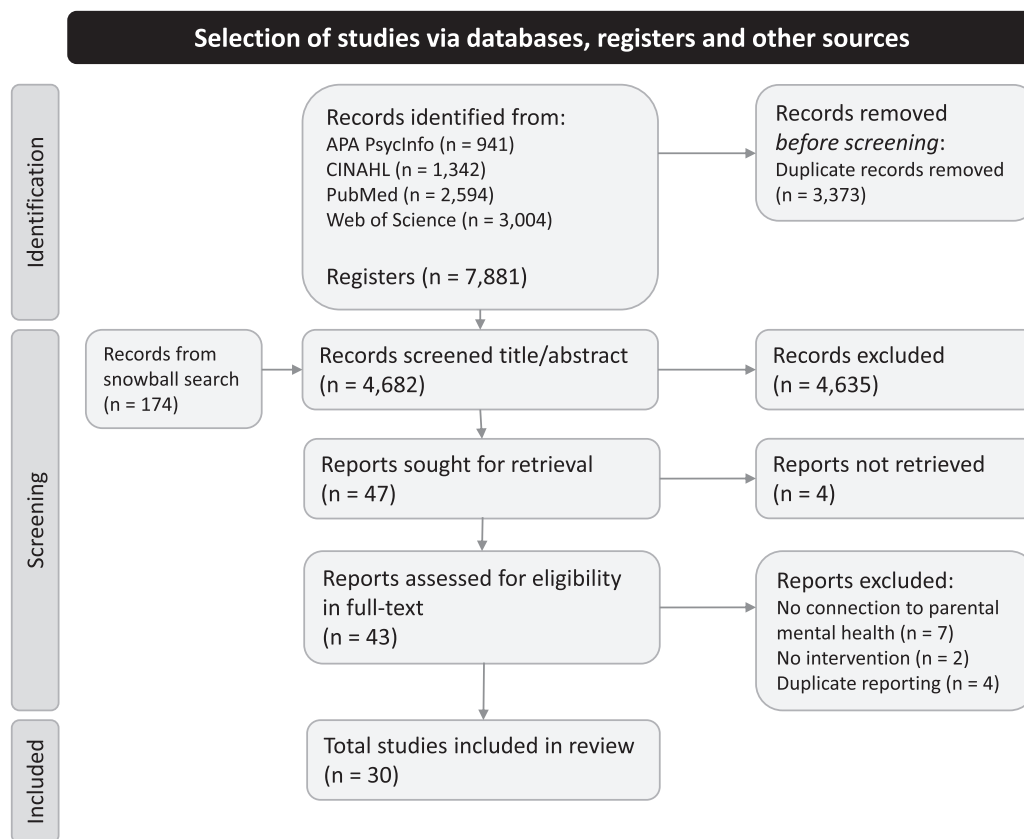 Selection of studies via databases, registers and other sources
Identification
Records identified from:
APA PsycInfo (n = 941)
CINAHL (n = 1,342)
PubMed (n = 2,594)
Web of Science (n = 3,004)
Registers (n = 7,881)
Records removed
before screening:
Duplicate records removed
(n = 3,373)
Screening
Records from
snowball search
(n = 174)
Records screened title/abstract
(n = 4,682)
Records excluded
(n = 4,635)
Reports sought for retrieval
(n = 47)
Reports not retrieved
(n = 4)
Reports assessed for eligibility
in full-text
(n = 43)
Reports excluded:
No connection to parental
mental health (n = 7)
No intervention (n = 2)
Duplicate reporting (n = 4)
Included
Total studies included in review
(n = 30)